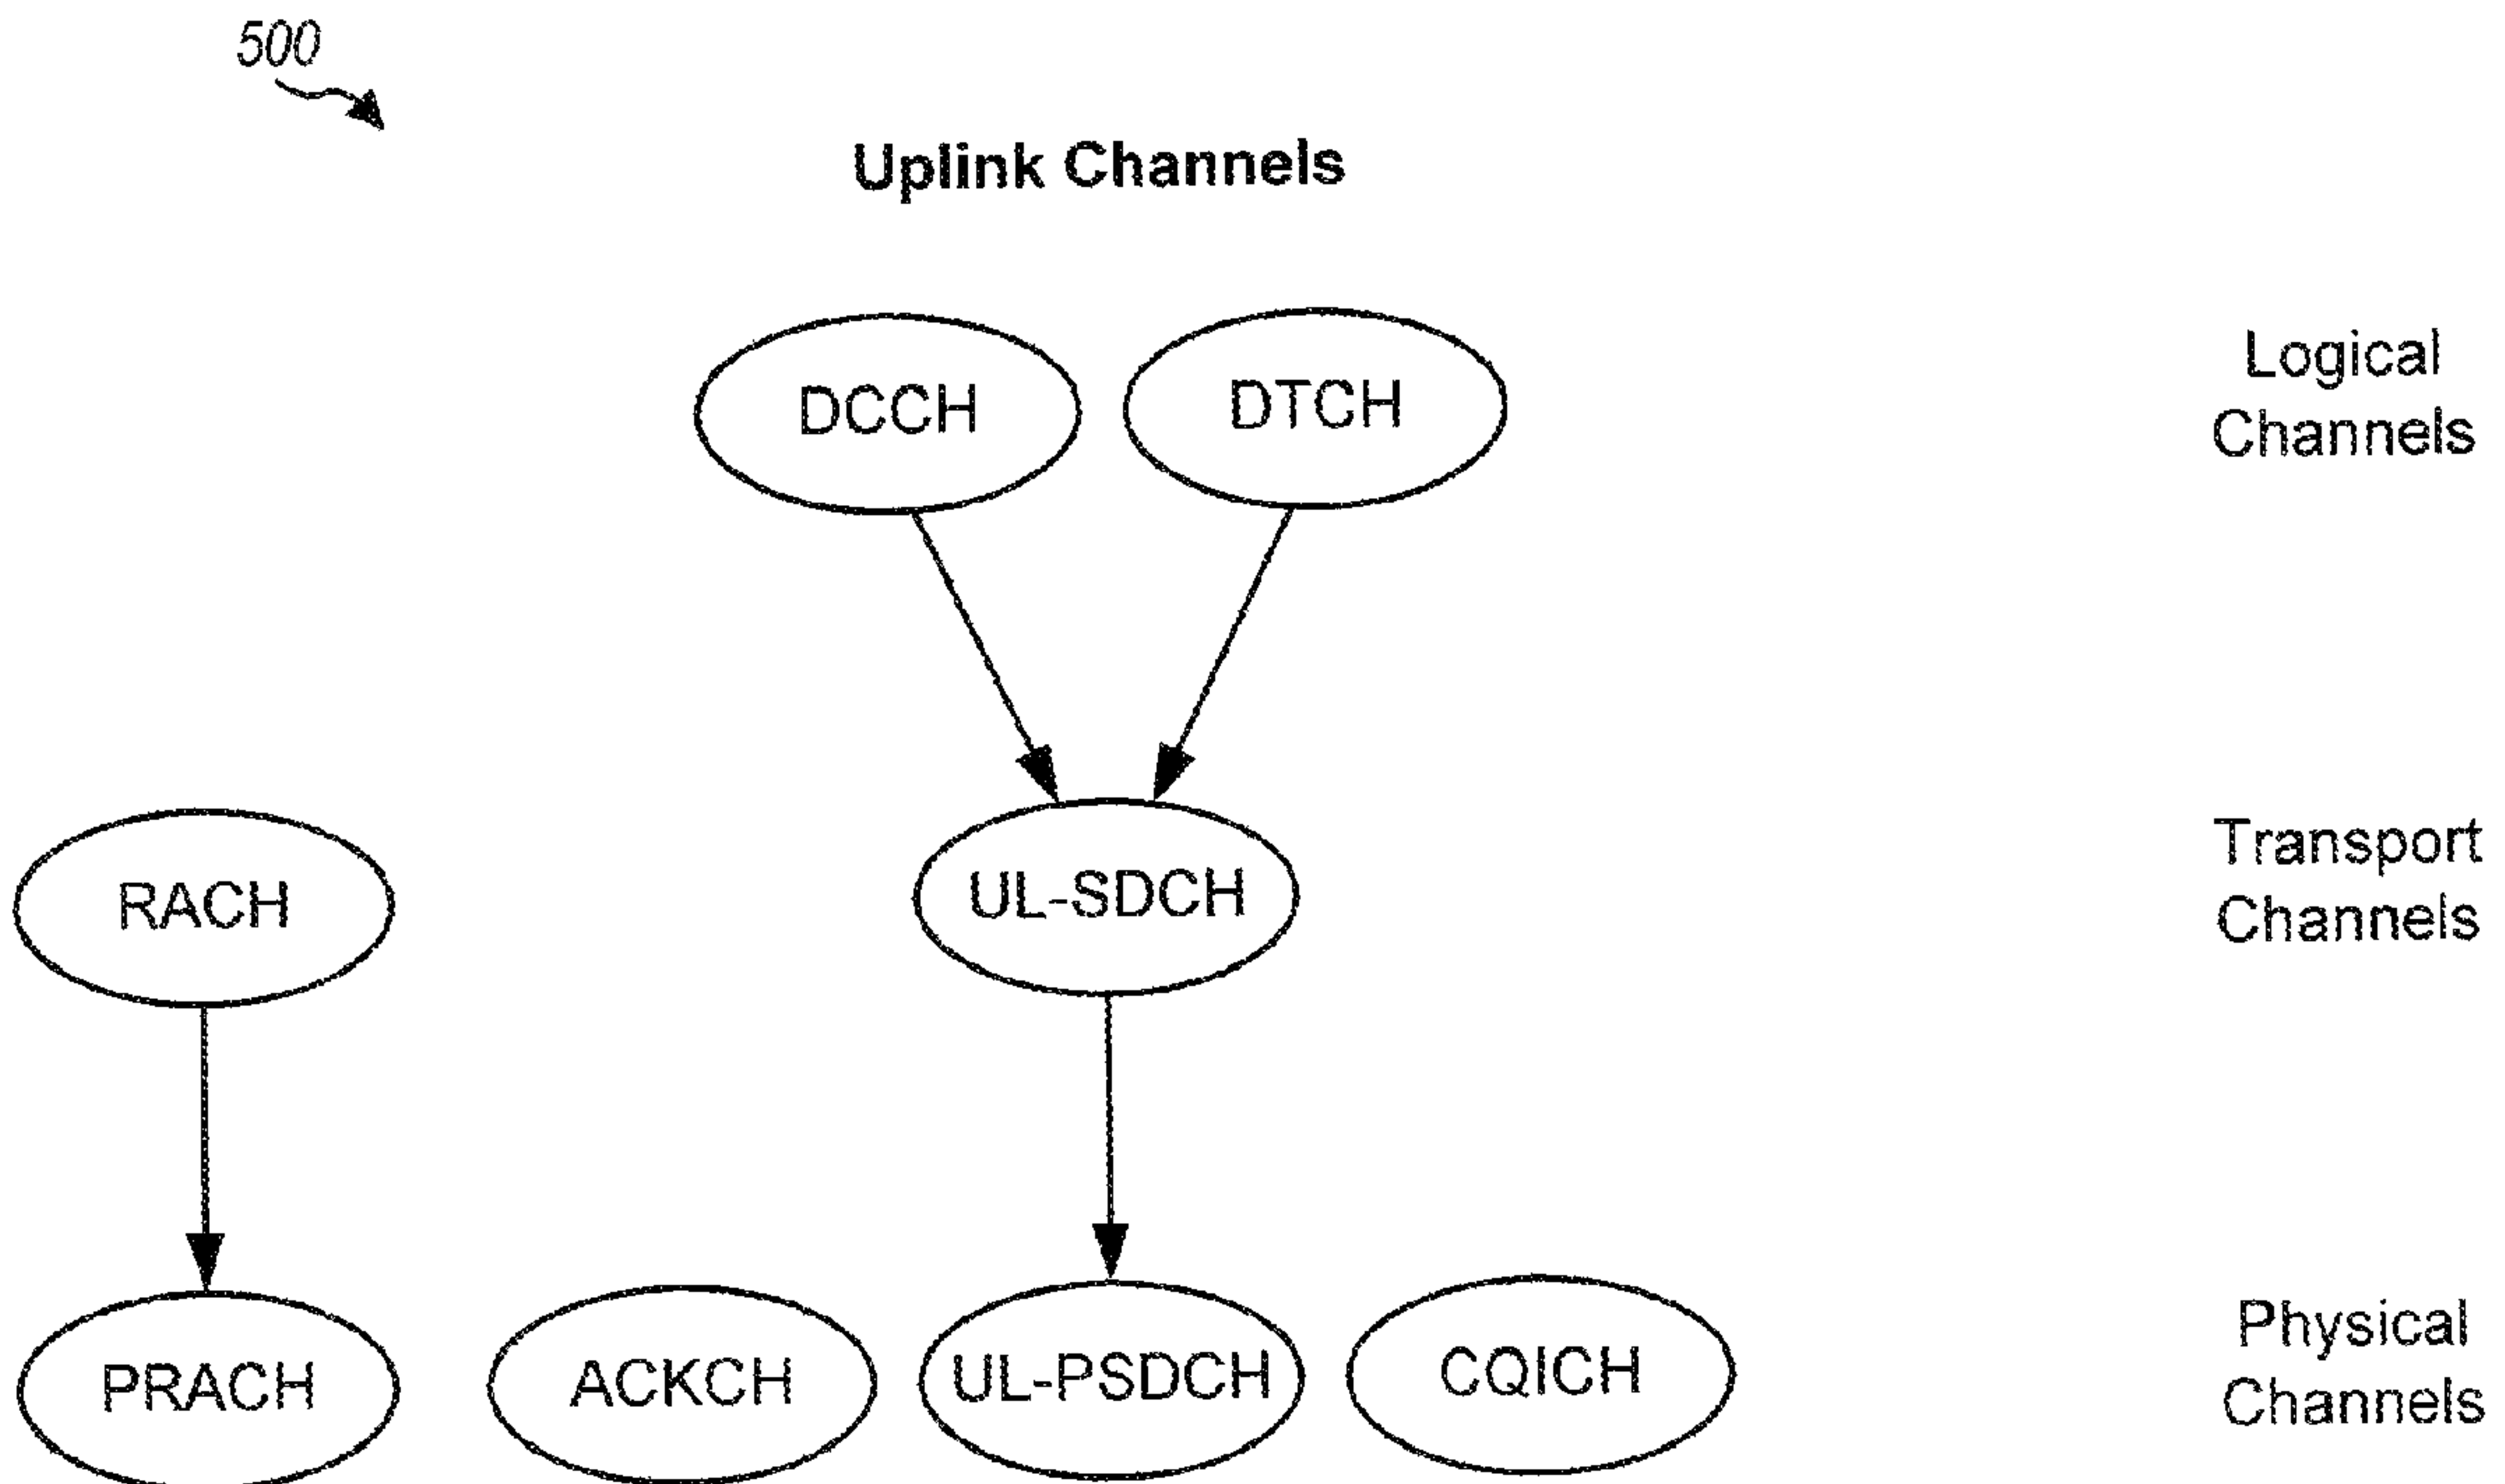 500
Uplink Channels
DCCH
DTCH
Logical
Channels
RACH
UL-SDCH
Transport
Channels
PRACH
ACKCH
UL-PSDCH
CQICH
Physical
Channels